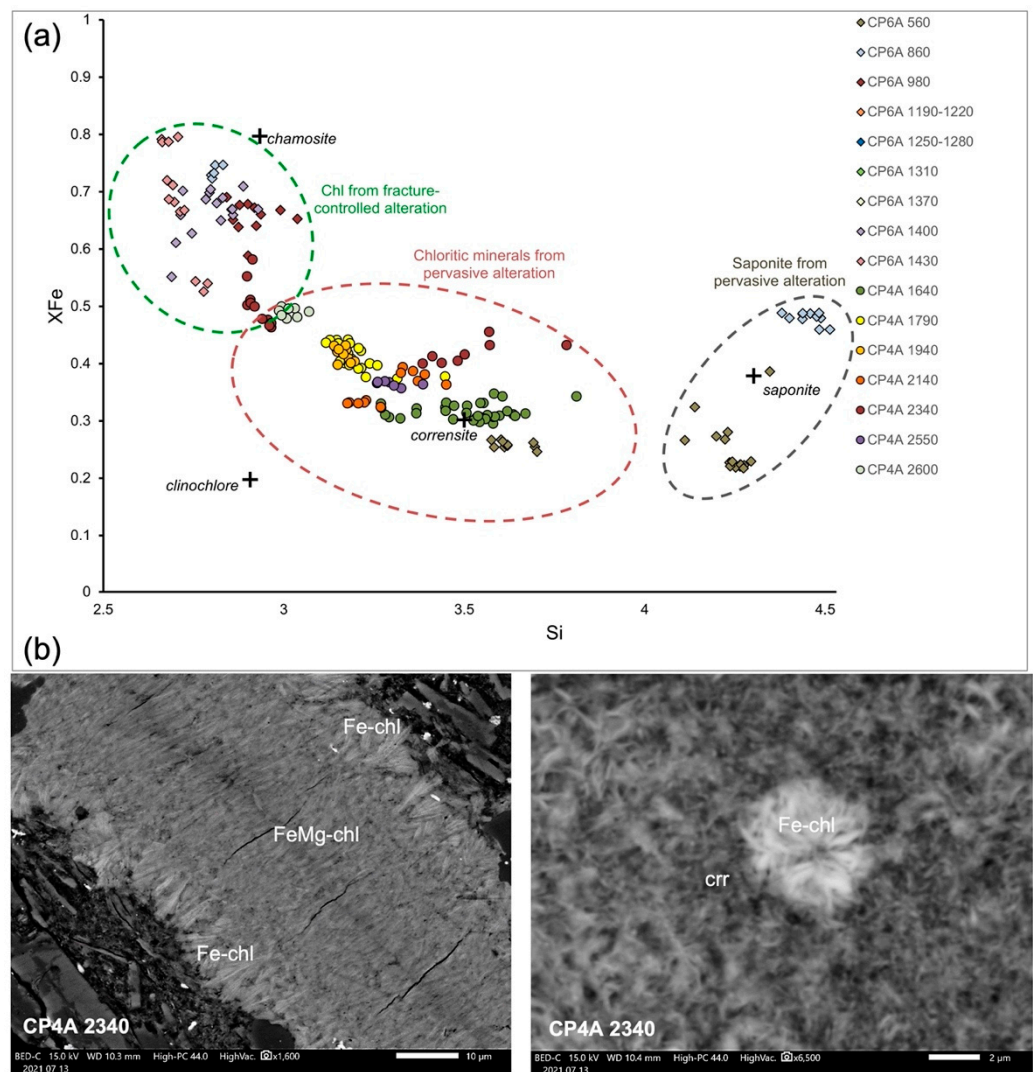 (a)
1
0.9
0.8
0.7
0.6
0.5
0.4
0.3
0.2
0.1
0
XFe
2.5
3
3.5
4
4.5
Si
chamosite
Chl from fracture-
controlled alteration
Chloritic minerals from
pervasive alteration
Saponite from
pervasive alteration
saponite
corrensite
clinochlore
CP6A 560
CP6A 860
CP6A 980
CP6A 1190-1220
CP6A 1250-1280
CP6A 1310
CP6A 1370
CP6A 1400
CP6A 1430
CP4A 1640
CP4A 1790
CP4A 1940
CP4A 2140
CP4A 2340
CP4A 2550
CP4A 2600
(b)
Fe-chl
FeMg-chl
Fe-chl
CP4A 2340
BED-C 15.0 kV WD 10.3 mm High-PC 44.0 HighVac. x1,600 10 μm
2021 07 13
Fe-chl
crr
CP4A 2340
BED-C 15.0 kV WD 10.4 mm High-PC 44.0 HighVac. x6,500 2 μm
2021 07 13